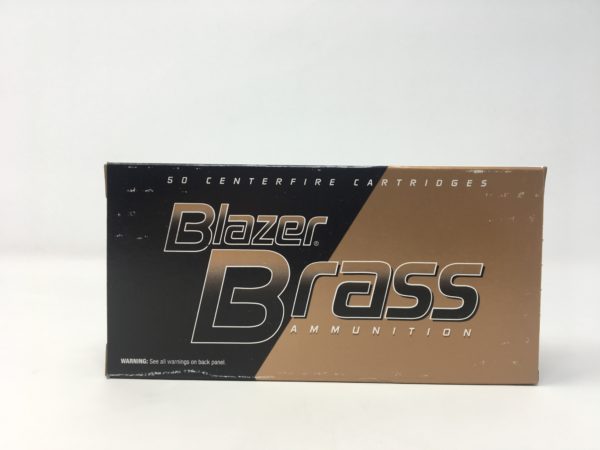 50 CENTERFIRE CARTRIDGES
Blazer®
Brass
AMMUNITION
WARNING: See all warnings on back panel.